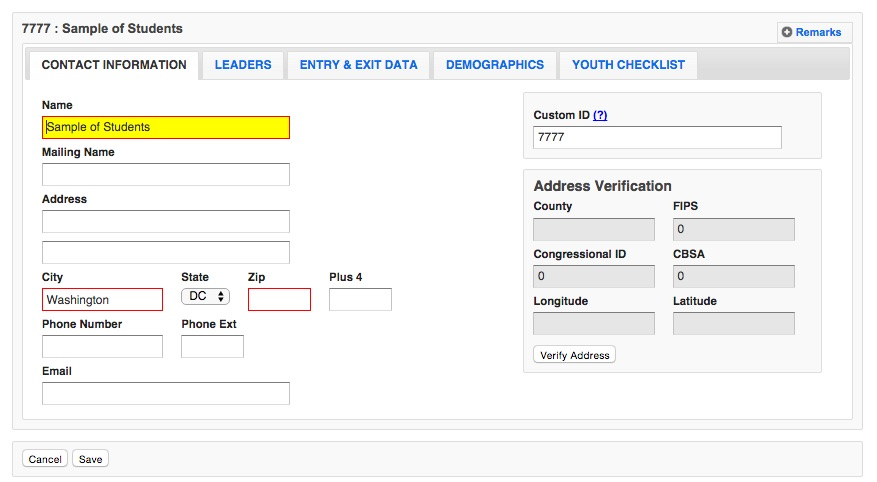 7777 : Sample of Students
Remarks
CONTACT INFORMATION LEADERS ENTRY & EXIT DATA DEMOGRAPHICS YOUTH CHECKLIST
Name
Sample of Students
Mailing Name
Address
City State Zip Plus 4
Washington DC
Phone Number Phone Ext
Email
Custom ID (?)
7777
Address Verification
County FIPS
0
Congressional ID CBSA
0 0
Longitude Latitude
Verify Address
Cancel Save